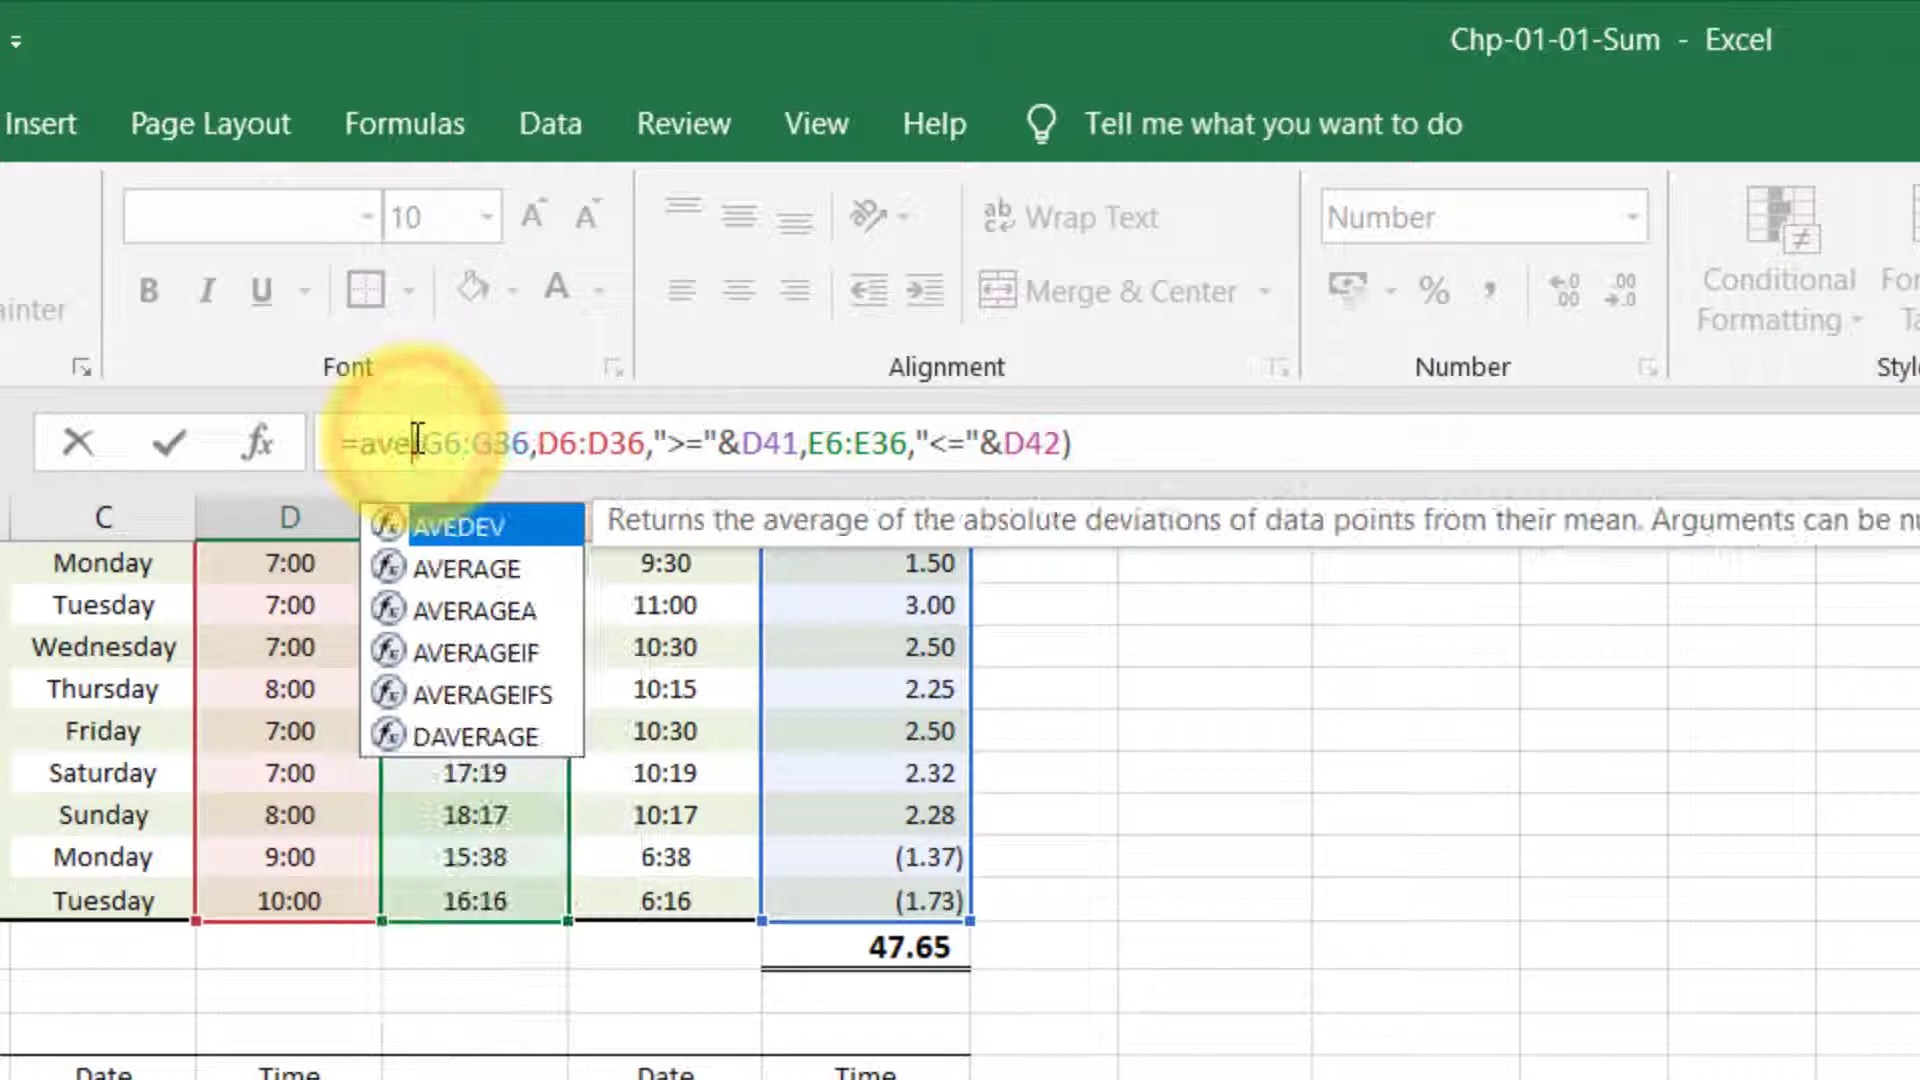 Chp-01-01-Sum - Excel
Insert Page Layout Formulas Data Review View Help Tell me what you want to do
10 A A ab Wrap Text Number
B I U A Merge & Center % , Conditional
Formatting
Font Alignment Number
fx =ave(G6:G36,D6:D36,">="&D41,E6:E36,"<="&D42)
C D AVEDEV Returns the average of the absolute deviations of data points from their mean. Arguments can be
Monday 7:00 AVERAGE 9:30 1.50
Tuesday 7:00 AVERAGEA 11:00 3.00
Wednesday 7:00 AVERAGEIF 10:30 2.50
Thursday 8:00 AVERAGEIFS 10:15 2.25
Friday 7:00 DAVERAGE 10:30 2.50
Saturday 7:00 17:19 10:19 2.32
Sunday 8:00 18:17 10:17 2.28
Monday 9:00 15:38 6:38 (1.37)
Tuesday 10:00 16:16 6:16 (1.73)
47.65
Date Time Date Time